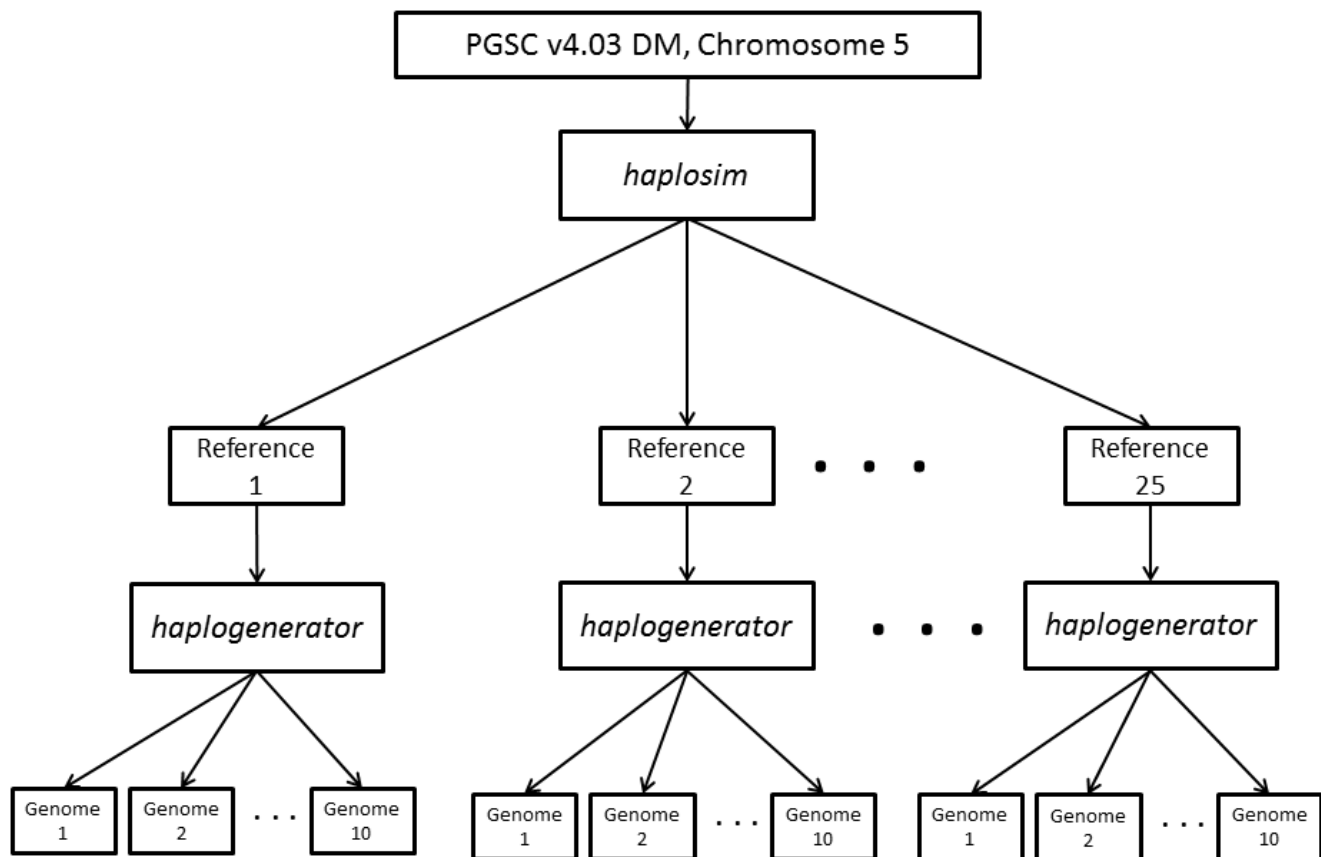 PGSC v4.03 DM, Chromosome 5
haplosim
Reference
1
Reference
2
. . .
Reference
25
haplogenerator
haplogenerator
. . .
haplogenerator
Genome
1
Genome
2
. . .
Genome
10
Genome
1
Genome
2
. . .
Genome
10
Genome
1
Genome
2
. . .
Genome
10